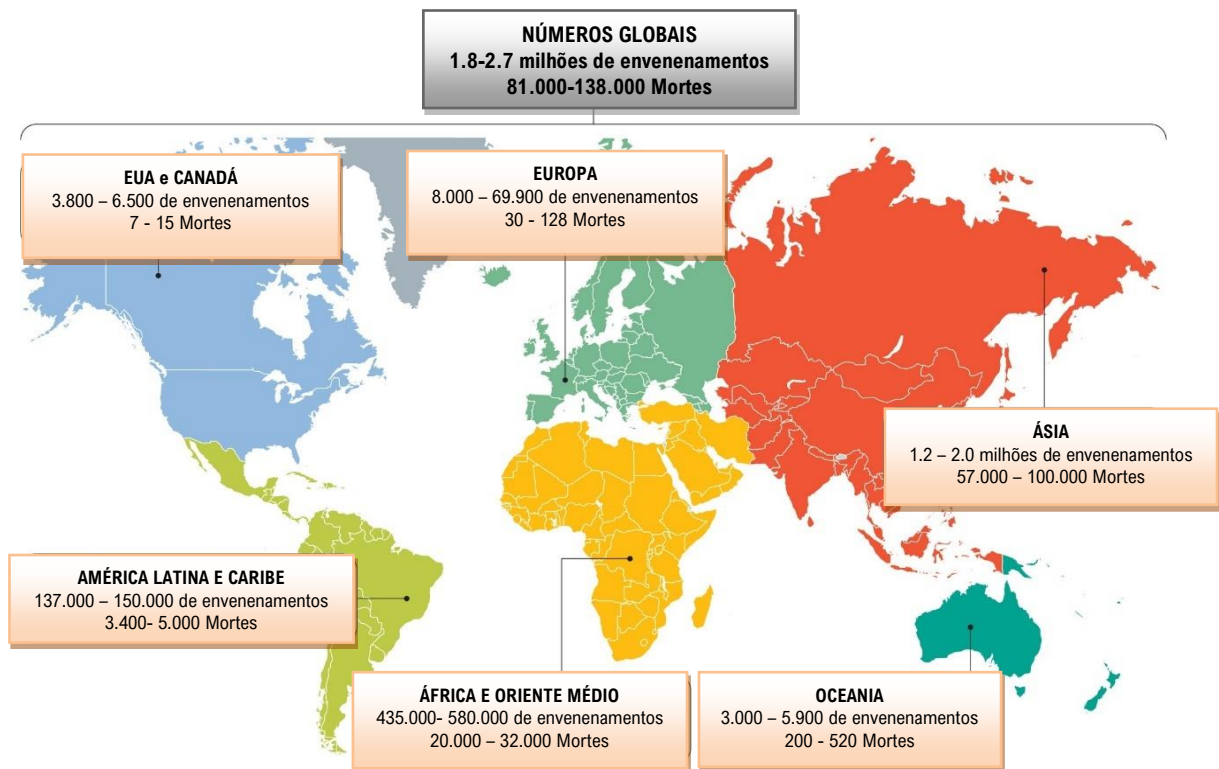 NÚMEROS GLOBAIS
1.8-2.7 milhões de envenenamentos
81.000-138.000 Mortes
EUA e CANADÁ
3.800 – 6.500 de envenenamentos
7 - 15 Mortes
EUROPA
8.000 – 69.900 de envenenamentos
30 - 128 Mortes
ÁSIA
1.2 – 2.0 milhões de envenenamentos
57.000 – 100.000 Mortes
AMÉRICA LATINA E CARIBE
137.000 – 150.000 de envenenamentos
3.400- 5.000 Mortes
ÁFRICA E ORIENTE MÉDIO
435.000- 580.000 de envenenamentos
20.000 – 32.000 Mortes
OCEANIA
3.000 – 5.900 de envenenamentos
200 - 520 Mortes